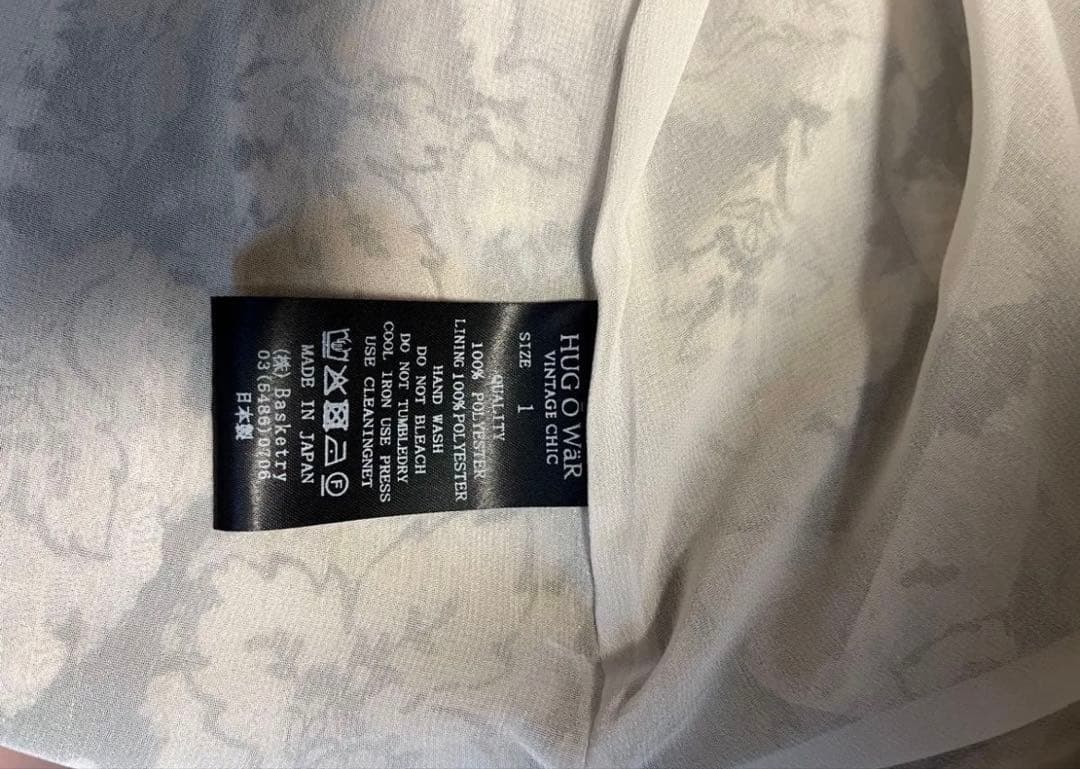 HUG Ō WäR
VINTAGE CHIC
SIZE 1
QUALITY
100% POLYESTER
LINING 100% POLYESTER
HAND WASH
DO NOT BLEACH
DO NOT TUMBLEDRY
COOL IRON USE PRESS
USE CLEANINGNET
F
MADE IN JAPAN
(株) Basketry
03(6486)0706
日本製